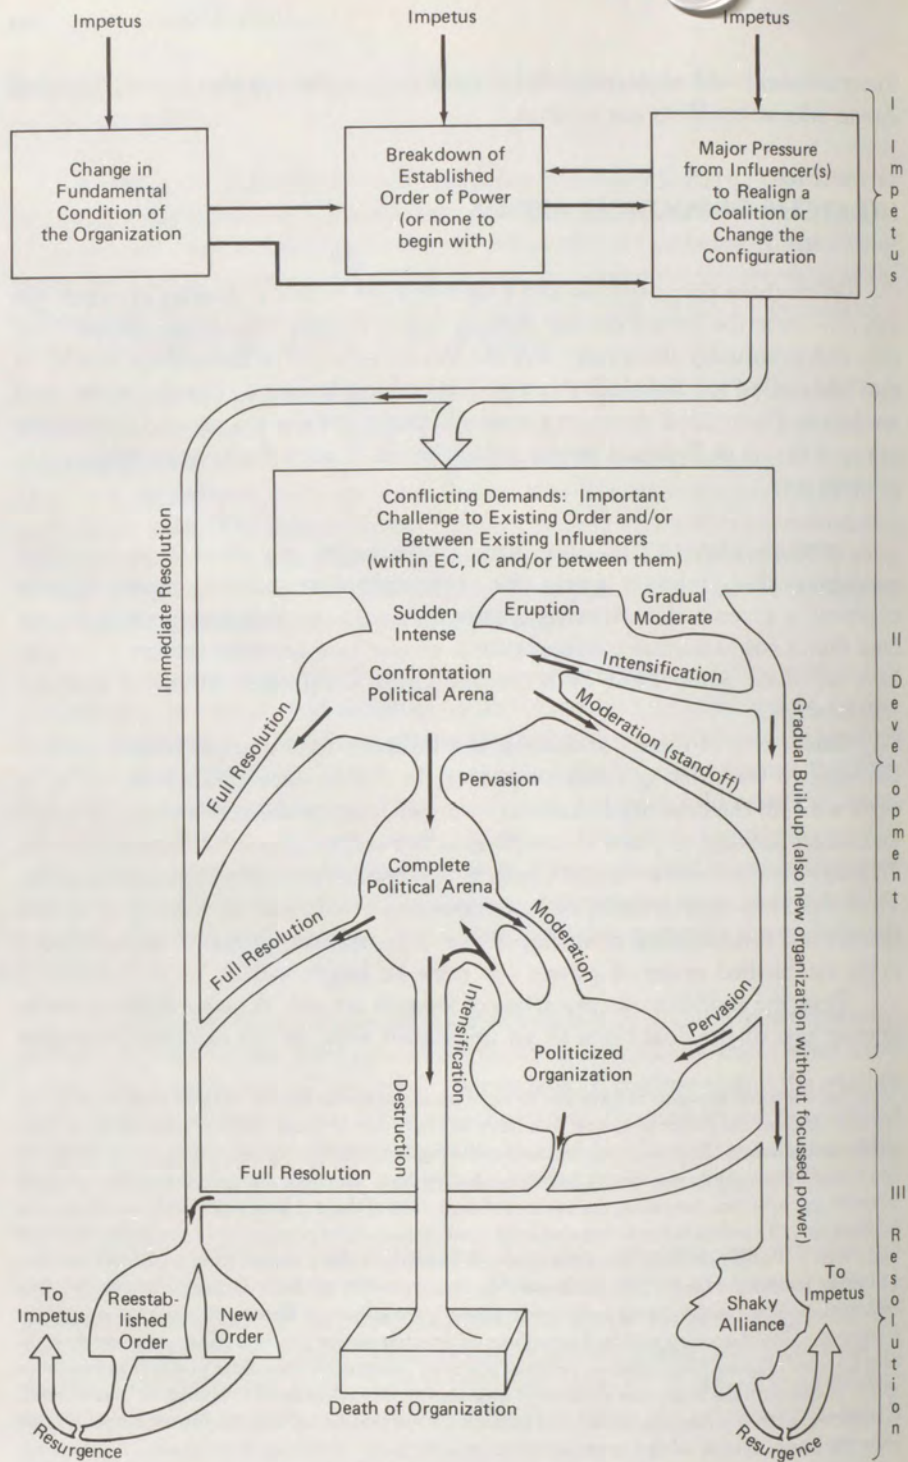 Impetus
Impetus
Impetus
Change in
Fundamental
Condition of
the Organization
Breakdown of
Established
Order of Power
(or none to
begin with)
Major Pressure
from Influencer(s)
to Realign a
Coalition or
Change the
Configuration
I Impetus
Immediate Resolution
Conflicting Demands: Important
Challenge to Existing Order and/or
Between Existing Influencers
(within EC, IC and/or between them)
Sudden
Intense
Eruption
Gradual
Moderate
Confrontation
Political Arena
Intensification
Moderation (standoff)
Full Resolution
Pervasion
Gradual Buildup (also new organization without focussed power)
II Development
Complete
Political Arena
Full Resolution
Moderation
Intensification
Pervasion
Politicized
Organization
Destruction
Full Resolution
III Resolution
To
Impetus
Reestab-
lished
Order
New
Order
Resurgence
Death of Organization
Shaky
Alliance
To
Impetus
Resurgence